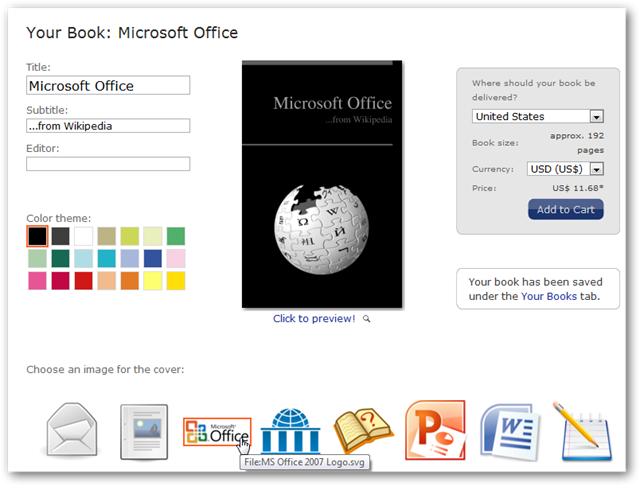 Your Book: Microsoft Office
Title:
Microsoft Office
Subtitle:
...from Wikipedia
Editor:
Color theme:
Microsoft Office
...from Wikipedia
Click to preview!
Where should your book be
delivered?
United States
Book size: approx. 192
pages
Currency: USD (US$)
Price: US$ 11.68*
Add to Cart
Your book has been saved
under the Your Books tab.
Choose an image for the cover:
Microsoft®
Office
P
W
?
File:MS Office 2007 Logo.svg